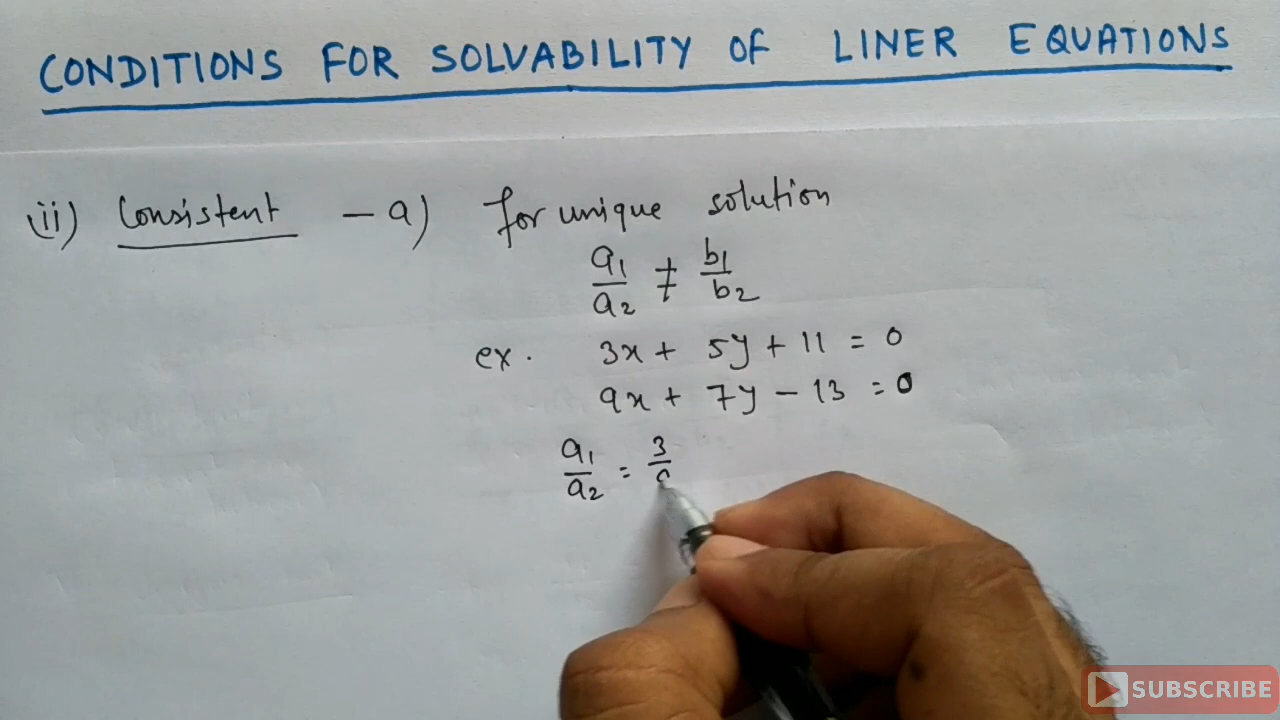 CONDITIONS FOR SOLVABILITY OF LINER EQUATIONS
(ii) Consistent - a) for unique solution
a1/a2 ≠ b1/b2
ex. 3x + 5y + 11 = 0
9x + 7y - 13 = 0
a1/a2 = 3/
SUBSCRIBE